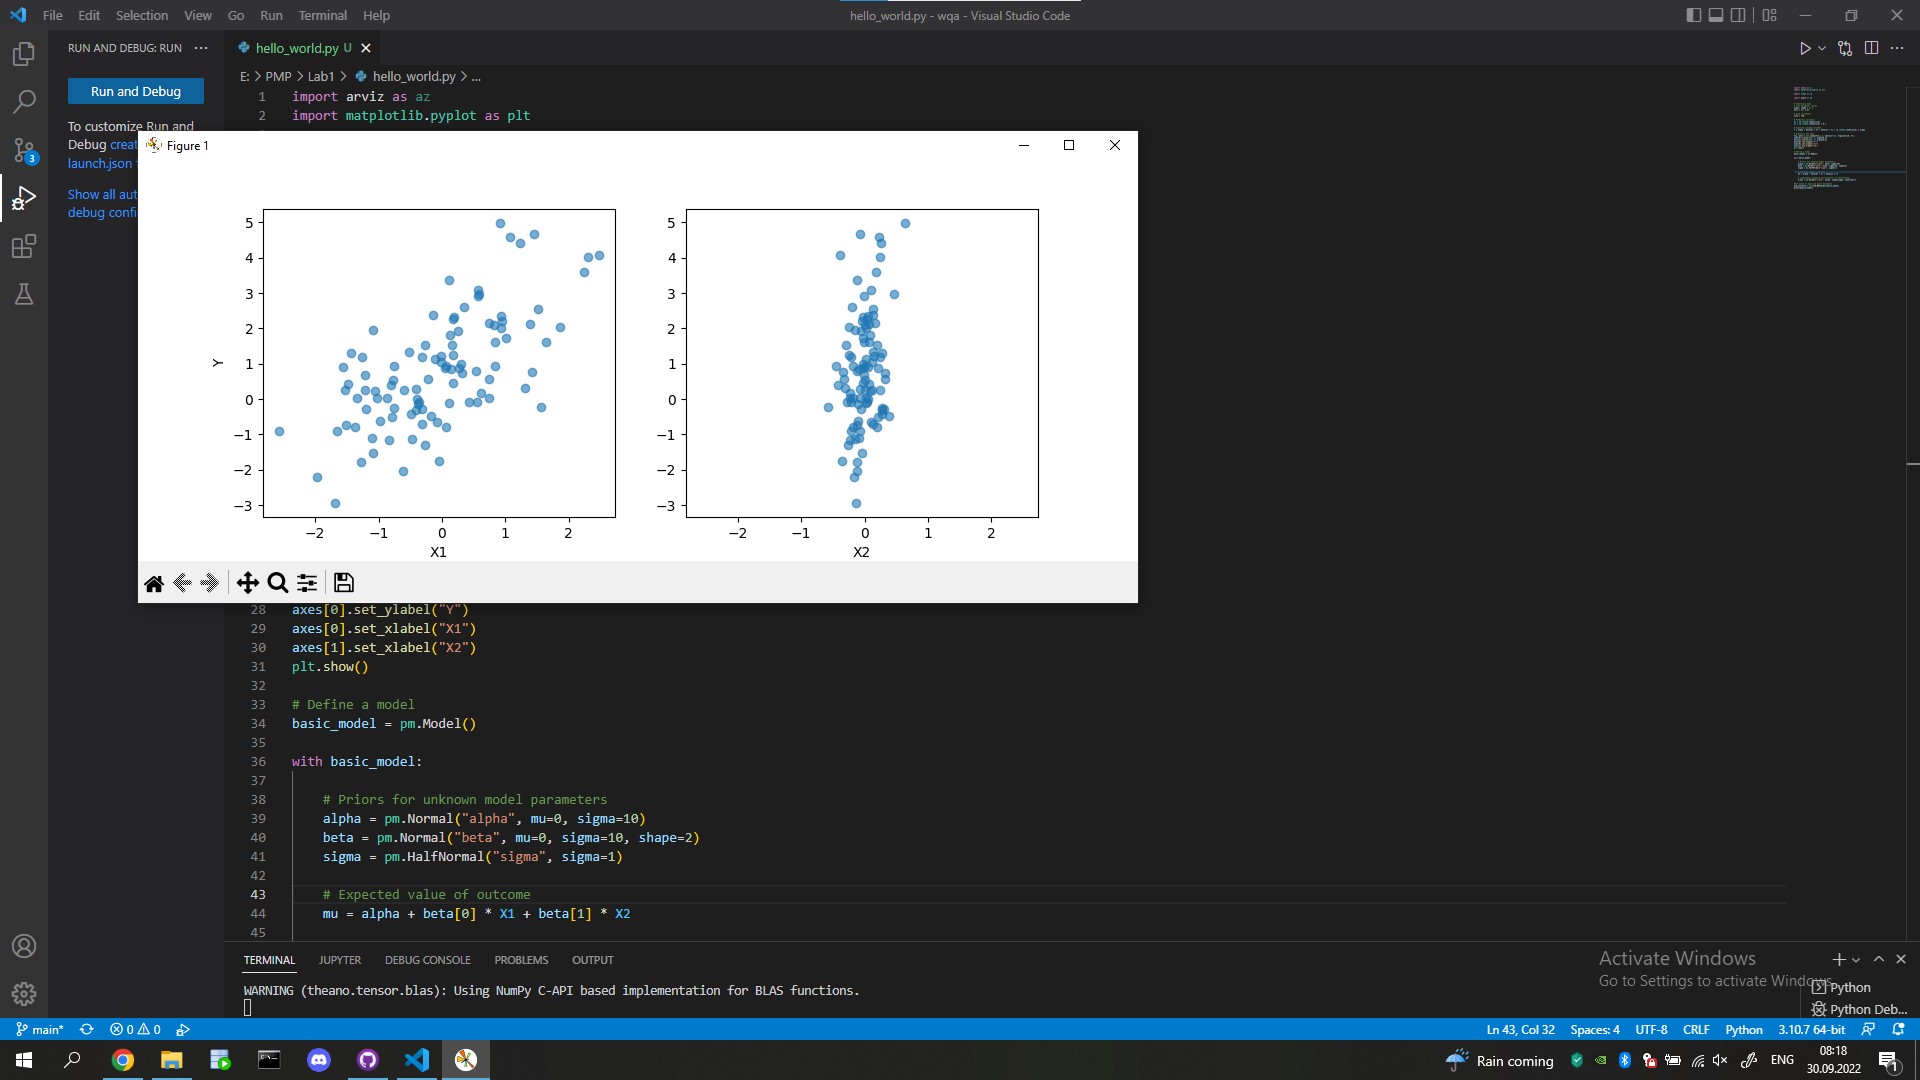 File Edit Selection View Go Run Terminal Help
hello_world.py - wqa - Visual Studio Code
RUN AND DEBUG: RUN ...
hello_world.py U
Run and Debug
E: > PMP > Lab1 > hello_world.py > ...
To customize Run and
Debug creat
launch.json
Show all aut
debug confi
1 import arviz as az
2 import matplotlib.pyplot as plt
Figure 1
5
4
3
2
1
0
−1
−2
−3
Y
−2 −1 0 1 2
X1
5
4
3
2
1
0
−1
−2
−3
−2 −1 0 1 2
X2
28 axes[0].set_ylabel("Y")
29 axes[0].set_xlabel("X1")
30 axes[1].set_xlabel("X2")
31 plt.show()
32
33 # Define a model
34 basic_model = pm.Model()
35
36 with basic_model:
37
38 # Priors for unknown model parameters
39 alpha = pm.Normal("alpha", mu=0, sigma=10)
40 beta = pm.Normal("beta", mu=0, sigma=10, shape=2)
41 sigma = pm.HalfNormal("sigma", sigma=1)
42
43 # Expected value of outcome
44 mu = alpha + beta[0] * X1 + beta[1] * X2
45
TERMINAL JUPYTER DEBUG CONSOLE PROBLEMS OUTPUT
WARNING (theano.tensor.blas): Using NumPy C-API based implementation for BLAS functions.
Activate Windows
Go to Settings to activate Windows.
Python
Python Deb...
3
main* 0 0
Ln 43, Col 32 Spaces: 4 UTF-8 CRLF Python 3.10.7 64-bit
Rain coming
ENG
08:18
30.09.2022
1